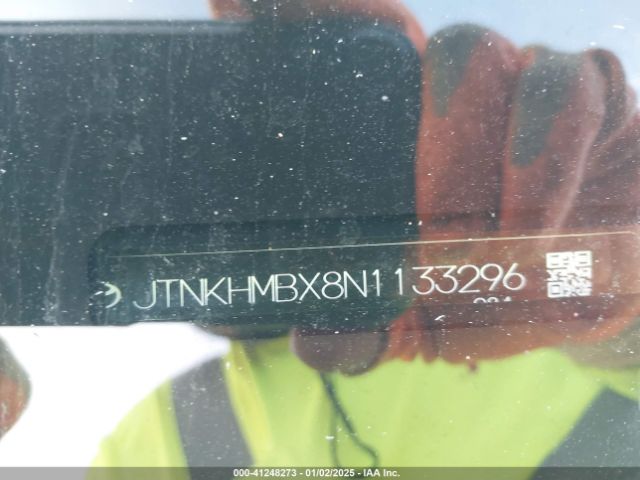 JTNKHMBX8N1133296
000-41248273 - 01/02/2025 - IAA Inc.